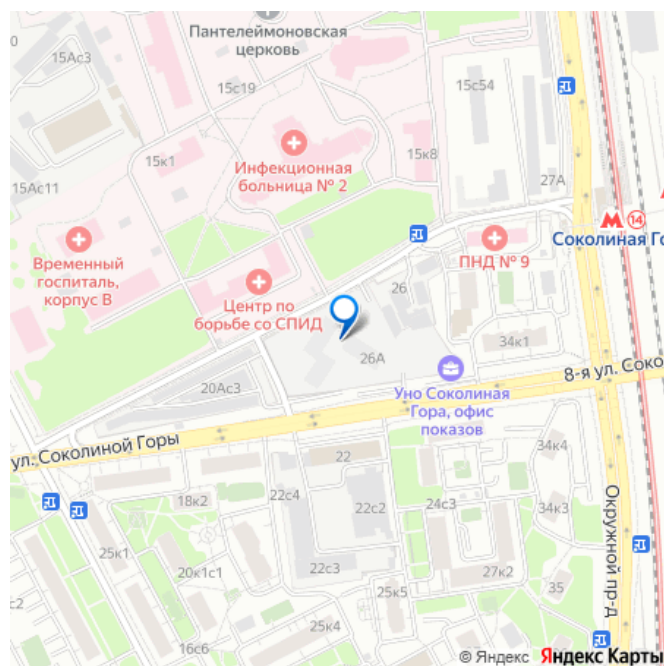 Пантелеймоновская
церковь
15Ас3
15с19
15с54
15к1
Инфекционная
больница № 2
15к8
15Ас11
27А
М 14
Соколиная Го
Временный
госпиталь,
корпус В
ПНД № 9
Центр по
борьбе со СПИД
26
34к1
26А
20Ас3
8-я ул. Соко
Уно Соколиная
Гора, офис
показов
ул. Соколиной Горы
22
34к4
18к2
22с4
22с2
24с3
34к3
Окружной пр-д
25к1
20к1с1
22с3
27к2
35
с2
25к5
16с6
25к4
© Яндекс Яндекс Карты